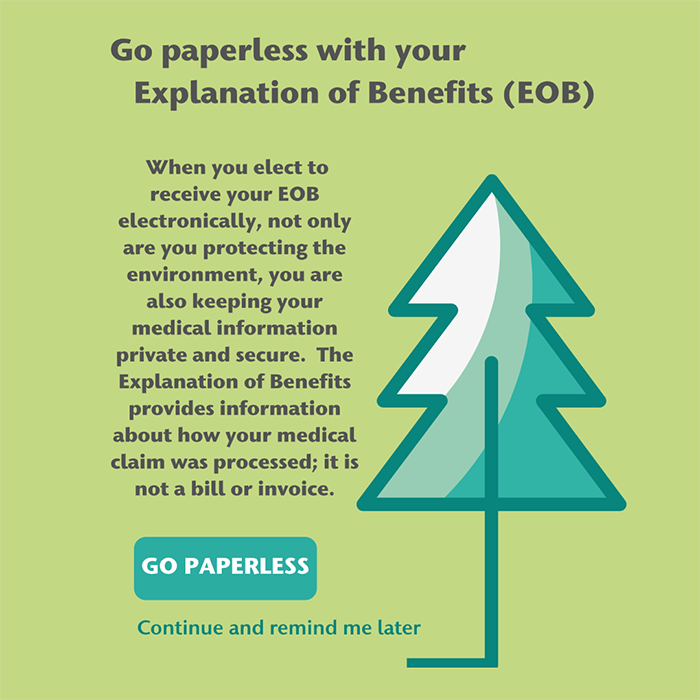 Go paperless with your
Explanation of Benefits (EOB)
When you elect to
receive your EOB
electronically, not only
are you protecting the
environment, you are
also keeping your
medical information
private and secure.  The
Explanation of Benefits
provides information
about how your medical
claim was processed; it is
not a bill or invoice.
GO PAPERLESS
Continue and remind me later